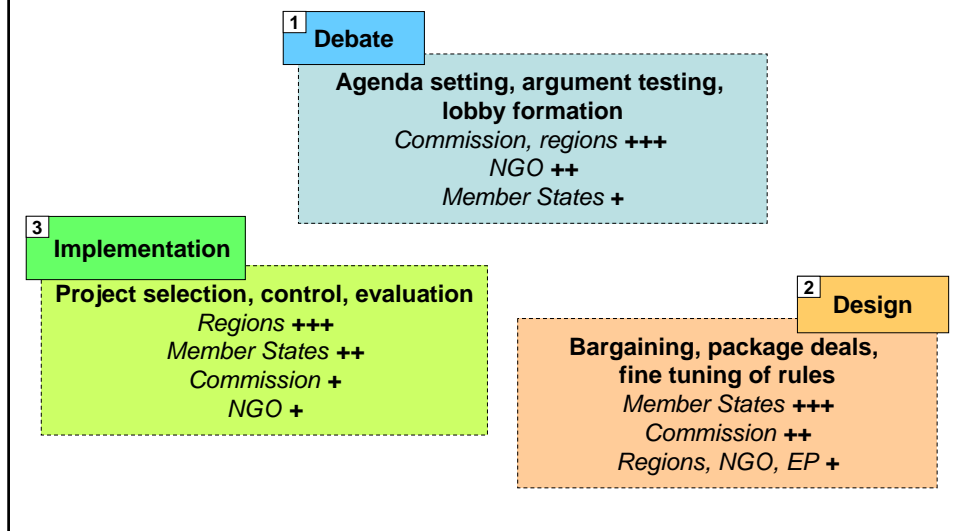 1
Debate
Agenda setting, argument testing,
lobby formation
Commission, regions +++
NGO ++
Member States +
3
Implementation
Project selection, control, evaluation
Regions +++
Member States ++
Commission +
NGO +
2
Design
Bargaining, package deals,
fine tuning of rules
Member States +++
Commission ++
Regions, NGO, EP +